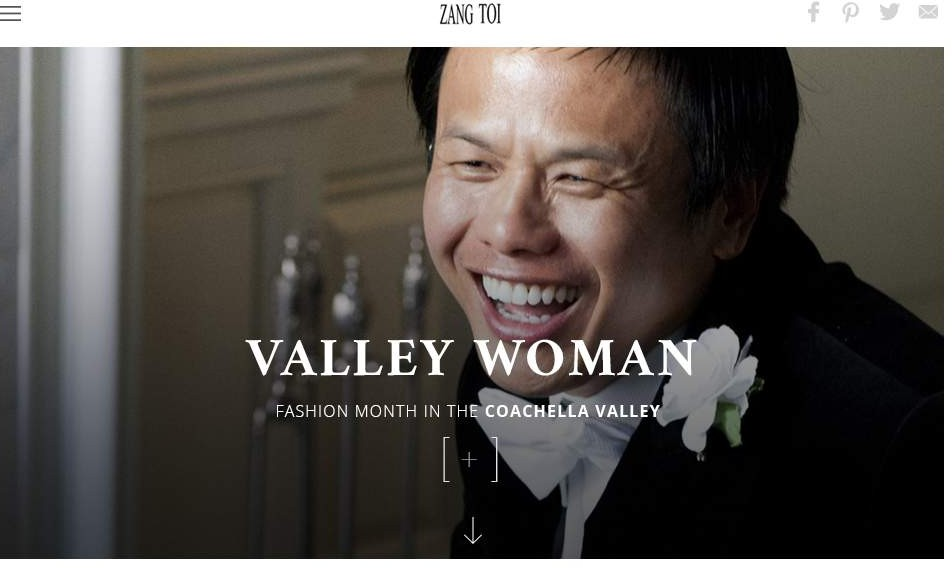 ZANG TOI
VALLEY WOMAN
FASHION MONTH IN THE COACHELLA VALLEY
[ + ]